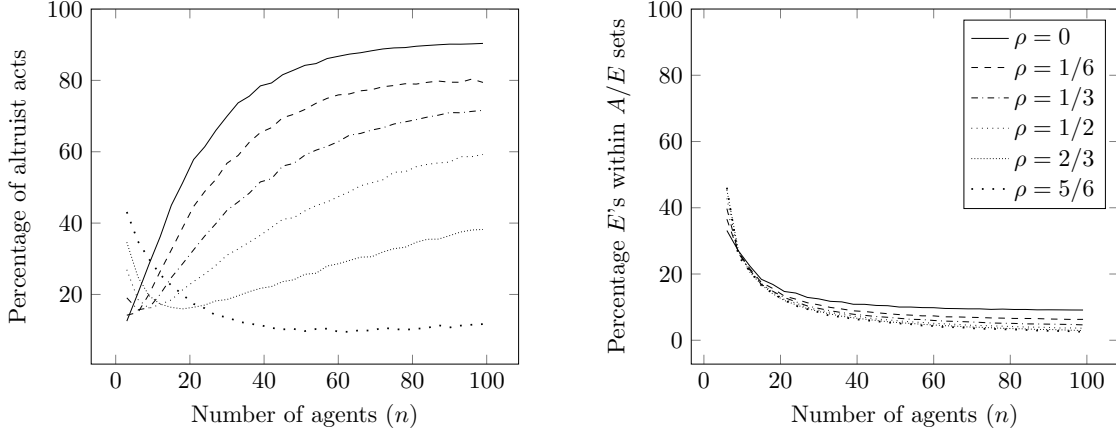 100
80
60
40
20
0 20 40 60 80 100
Number of agents (n)
Percentage of altruist acts
100
80
60
40
20
0
0 20 40 60 80 100
Number of agents (n)
Percentage E's within A/E sets
ρ = 0
ρ = 1/6
ρ = 1/3
ρ = 1/2
ρ = 2/3
ρ = 5/6